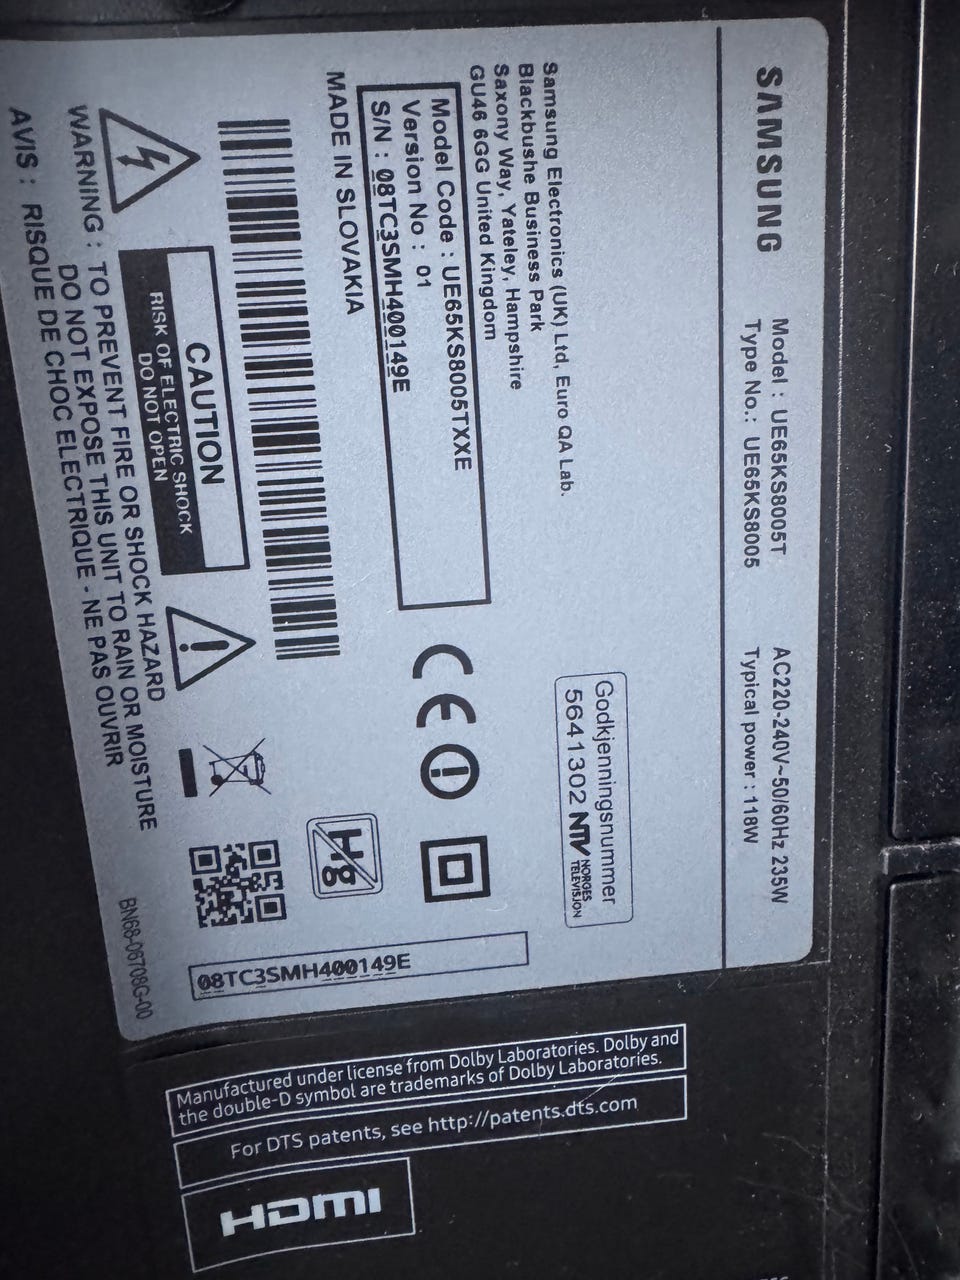 SAMSUNG
Model : UE65KS8005T
Type No.: UE65KS8005
AC220-240V~50/60Hz 235W
Typical power : 118W
Samsung Electronics (UK) Ltd, Euro QA Lab.
Blackbushe Business Park
Saxony Way, Yateley, Hampshire
GU46 6GG United Kingdom
Godkjenningsnummer
5641302 NTV NORGES TELEVISJON
Model Code : UE65KS8005TXXE
Version No : 01
S/N : 08TC3SMH400149E
MADE IN SLOVAKIA
CE
Hg
CAUTION
RISK OF ELECTRIC SHOCK
DO NOT OPEN
WARNING : TO PREVENT FIRE OR SHOCK HAZARD
DO NOT EXPOSE THIS UNIT TO RAIN OR MOISTURE
AVIS : RISQUE DE CHOC ELECTRIQUE - NE PAS OUVRIR
08TC3SMH400149E
BN68-06708G-00
Manufactured under license from Dolby Laboratories. Dolby and
the double-D symbol are trademarks of Dolby Laboratories.
For DTS patents, see http://patents.dts.com
HDMI